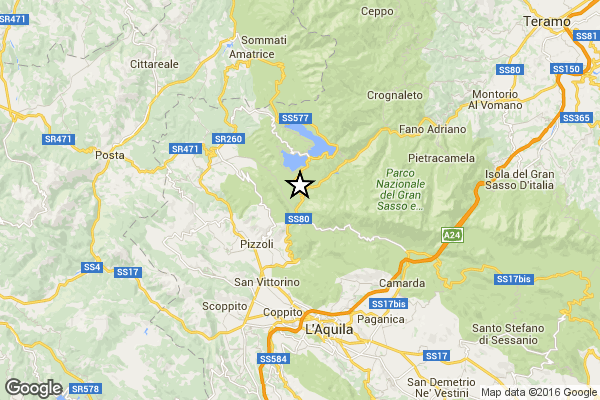 SR471
Ceppo
Teramo
Sommati
Amatrice
SS81
Cittareale
SS80
SS150
Crognaleto
Montorio
Al Vomano
SS577
SS365
Fano Adriano
SR471
SR260
SR471
Posta
Pietracamela
Isola del Gran
Sasso D'italia
Parco
Nazionale
del Gran
Sasso e...
SS80
A24
Pizzoli
SS4
SS17
San Vittorino
Camarda
SS17bis
SS17bis
Scoppito
Coppito
Paganica
L'Aquila
Santo Stefano
di Sessanio
SS584
SS17
San Demetrio
Ne' Vestini
Google
SR578
Map data ©2016 Google